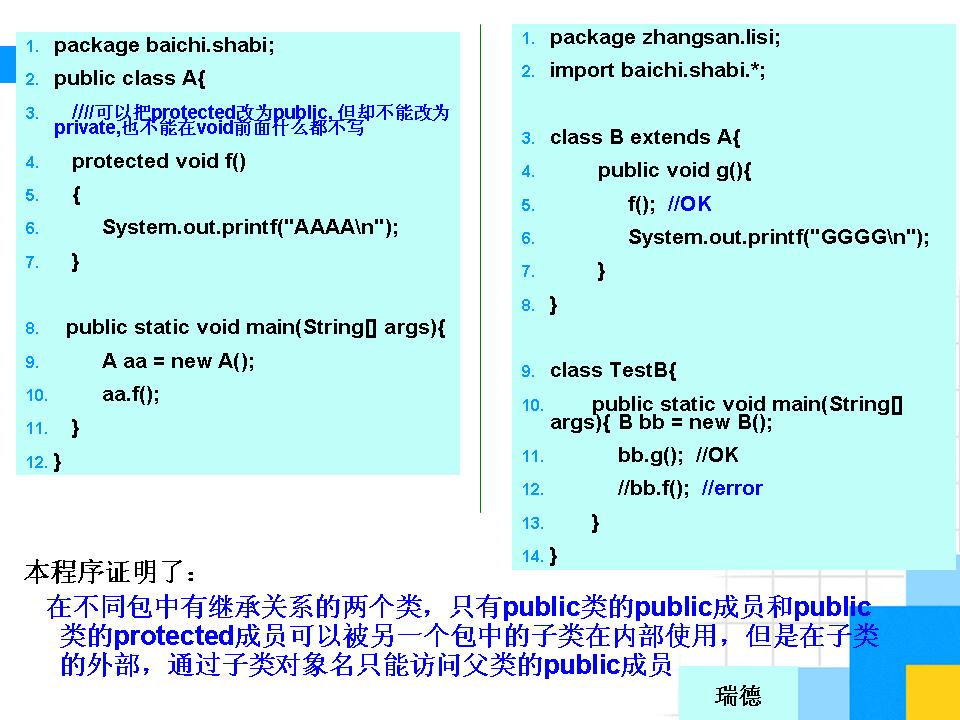 1. package baichi.shabi;
2. public class A{
3. ////可以把protected改为public, 但却不能改为
private,也不能在void前面什么都不写
4. protected void f()
5. {
6. System.out.printf("AAAA\n");
7. }
8. public static void main(String[] args){
9. A aa = new A();
10. aa.f();
11. }
12. }
1. package zhangsan.lisi;
2. import baichi.shabi.*;
3. class B extends A{
4. public void g(){
5. f(); //OK
6. System.out.printf("GGGG\n");
7. }
8. }
9. class TestB{
10. public static void main(String[]
args){ B bb = new B();
11. bb.g(); //OK
12. //bb.f(); //error
13. }
14. }
本程序证明了：
在不同包中有继承关系的两个类，只有public类的public成员和public
类的protected成员可以被另一个包中的子类在内部使用，但是在子类
的外部，通过子类对象名只能访问父类的public成员
瑞德